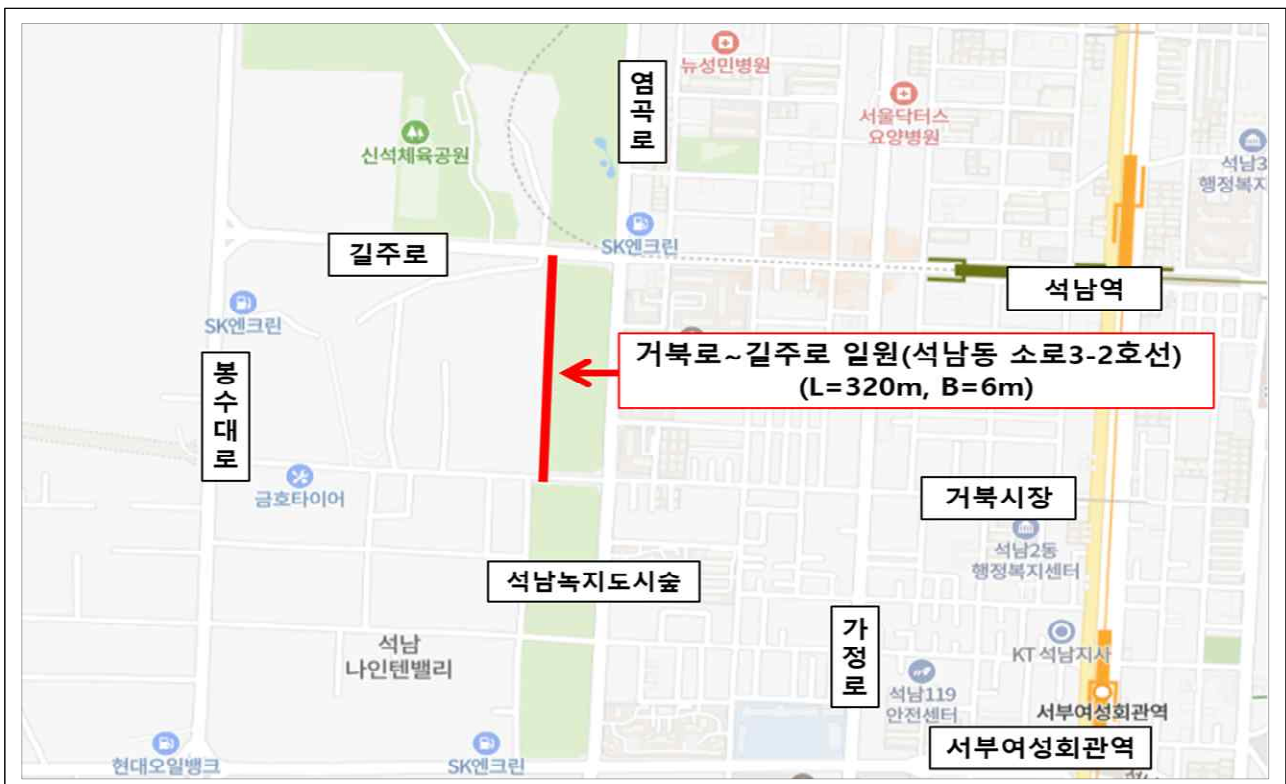 뉴성민병원
염곡로
서울닥터스
요양병원
신석체육공원
석남3
행정복지
SK엔크린
길주로
석남역
SK엔크린
거북로~길주로 일원(석남동 소로3-2호선)
(L=320m, B=6m)
봉수대로
금호타이어
거북시장
석남2동
행정복지센터
석남녹지도시숲
가정로
석남
나인텐밸리
KT 석남지사
석남119
안전센터
서부여성회관역
서부여성회관역
현대오일뱅크
SK엔크린